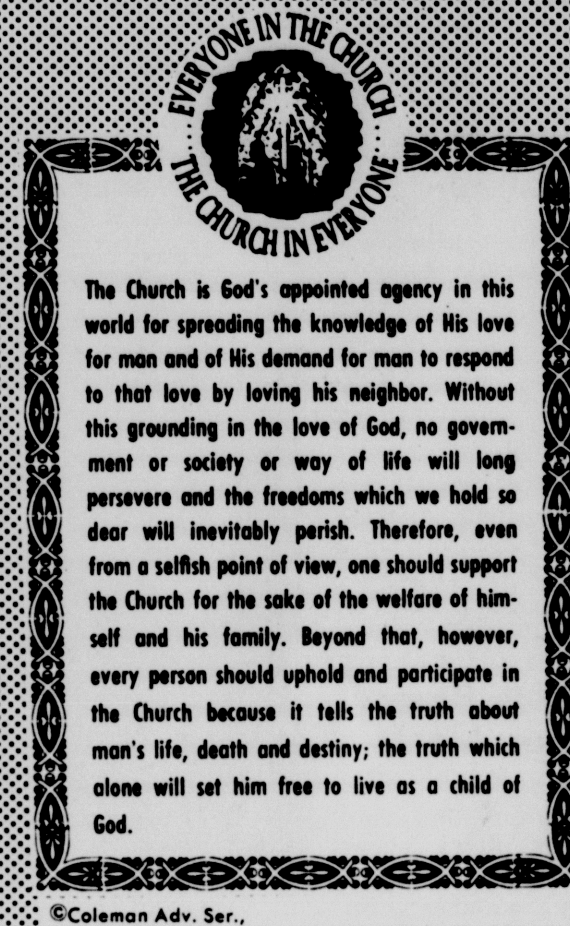 EVERYONE IN THE CHURCH
THE CHURCH IN EVERYONE
The Church is God's appointed agency in this
world for spreading the knowledge of His love
for man and of His demand for man to respond
to that love by loving his neighbor. Without
this grounding in the love of God, no govern-
ment or society or way of life will long
persevere and the freedoms which we hold so
dear will inevitably perish. Therefore, even
from a selfish point of view, one should support
the Church for the sake of the welfare of him-
self and his family. Beyond that, however,
every person should uphold and participate in
the Church because it tells the truth about
man's life, death and destiny; the truth which
alone will set him free to live as a child of
God.
©Coleman Adv. Ser.,